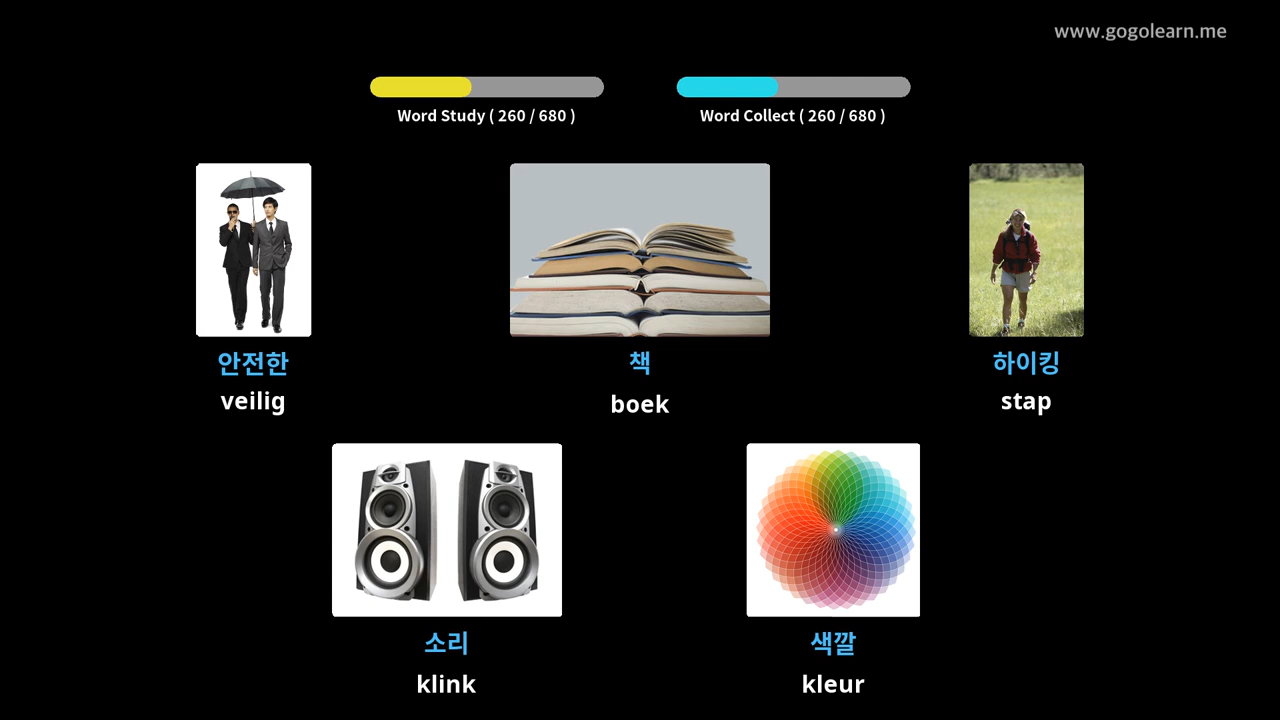 www.gogolearn.me
Word Study ( 260 / 680 )
Word Collect ( 260 / 680 )
안전한
veilig
책
boek
하이킹
stap
소리
klink
색깔
kleur